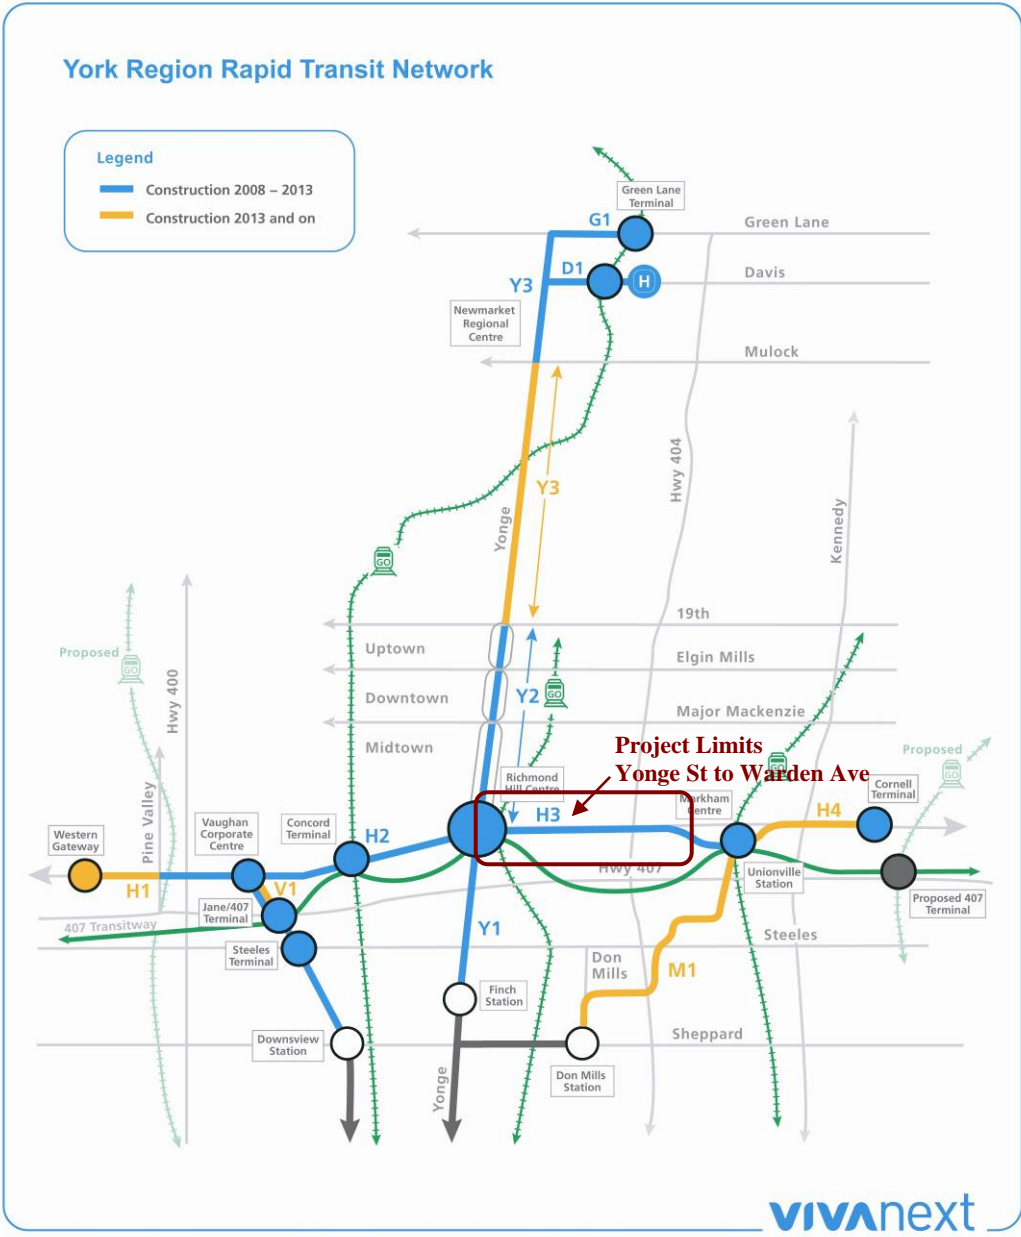 York Region Rapid Transit Network
Legend
Construction 2008 – 2013
Construction 2013 and on
Green Lane
Terminal
G1
Green Lane
D1
H
Davis
Y3
Newmarket
Regional
Centre
Mulock
Hwy 404
Y3
Yonge
Kennedy
GO
19th
Proposed
GO
Uptown
Elgin Mills
Hwy 400
Downtown
Y2
GO
Major Mackenzie
Midtown
Project Limits
Yonge St to Warden Ave
GO
Proposed
GO
Richmond
Hill Centre
Markham
Centre
Cornell
Terminal
Pine Valley
Western
Gateway
Vaughan
Corporate
Centre
Concord
Terminal
H2
H3
H4
H1
V1
Hwy 407
Unionville
Station
Proposed 407
Terminal
Jane/407
Terminal
407 Transitway
Steeles
Terminal
Y1
Steeles
Don
Mills
M1
Finch
Station
Downsview
Station
Sheppard
Yonge
Don Mills
Station
vivanext